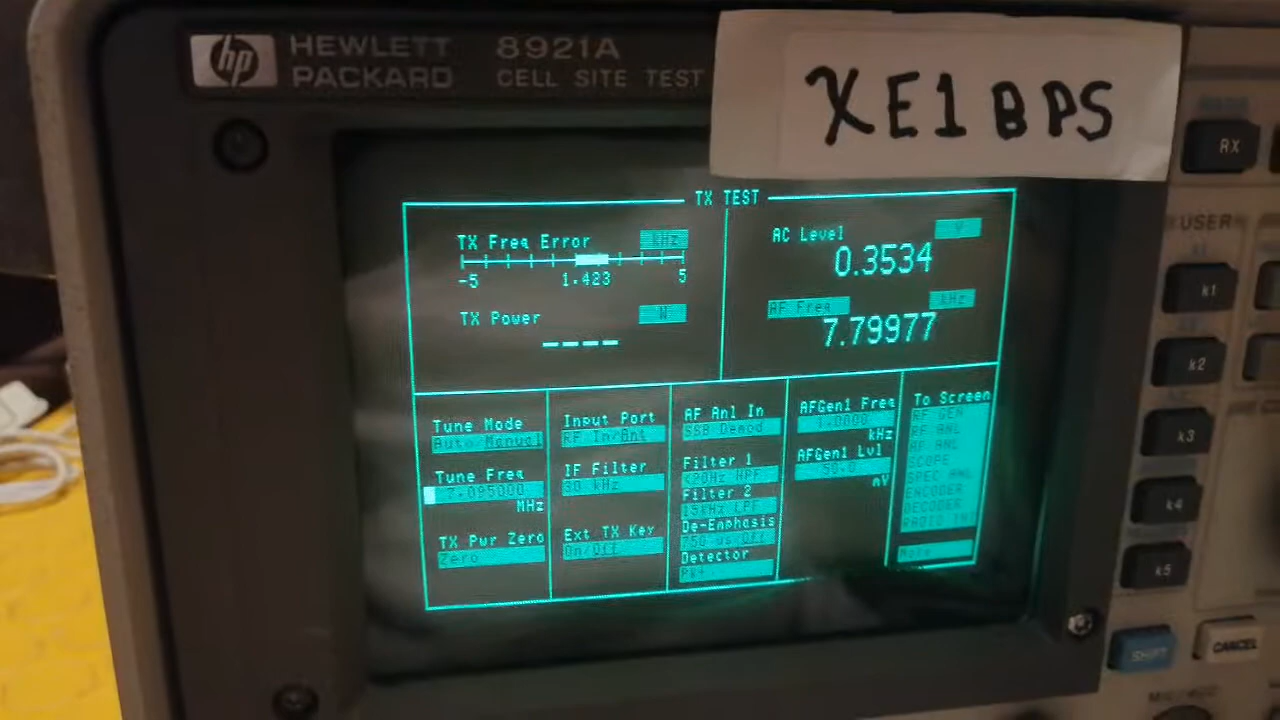 hp HEWLETT PACKARD 8921A CELL SITE TEST
XE1BPS
TX TEST
TX Freq Error kHz
-5 1.423 5
TX Power W
----
AC Level V
0.3534
AF Freq kHz
7.79977
Tune Mode
Auto/Manual
Tune Freq
7.095000
MHz
TX Pwr Zero
Zero
Input Port
RF In/Ant
IF Filter
30 kHz
Ext TX Key
On/Off
AF Anl In
SSB Demod
Filter 1
<20Hz HPF
Filter 2
15kHz LPF
De-Emphasis
750 us/Off
Detector
Pk+
AFGen1 Freq
1.0000
kHz
AFGen1 Lvl
50.0
mV
To Screen
RF GEN
RF ANL
AF ANL
SCOPE
SPEC ANL
ENCODER
DECODER
RADIO INT
More
RX
USER
k1
k2
k3
k4
k5
SHIFT
CANCEL